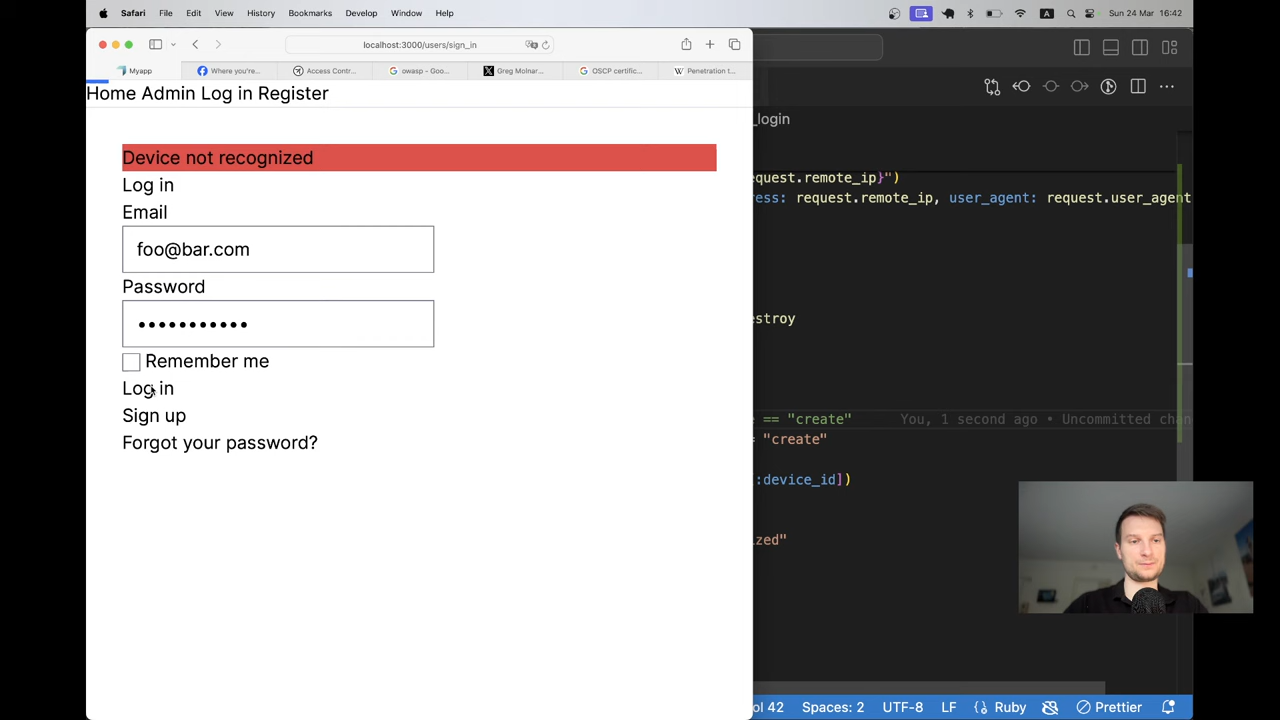 Safari File Edit View History Bookmarks Develop Window Help A Sun 24 Mar 16:42
localhost:3000/users/sign_in
Myapp Where you're... Access Contr... owasp - Goo... Greg Molnar... OSCP certific... Penetration t...
Home Admin Log in Register
Device not recognized
Log in
Email
foo@bar.com
Password
•••••••••••
Remember me
Log in
Sign up
Forgot your password?
_login
quest.remote_ip}")
ress: request.remote_ip, user_agent: request.user_agent
estroy
== "create" You, 1 second ago • Uncommitted chan
= "create"
[:device_id])
ized"
ol 42 Spaces: 2 UTF-8 LF Ruby Prettier